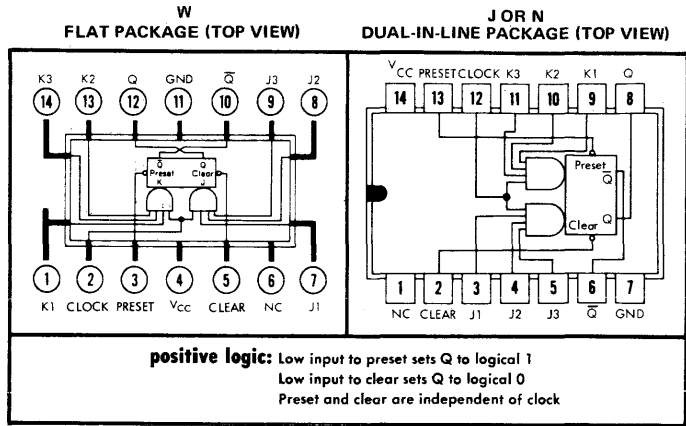 W
FLAT PACKAGE (TOP VIEW)
K3 K2 Q GND Q̅ J3 J2
14 13 12 11 10 9 8
Q̅ Q
Preset Clear
K J
1 2 3 4 5 6 7
K1 CLOCK PRESET VCC CLEAR NC J1
J OR N
DUAL-IN-LINE PACKAGE (TOP VIEW)
VCC PRESET CLOCK K3 K2 K1 Q
14 13 12 11 10 9 8
Preset
Q̅
Q
Clear
1 2 3 4 5 6 7
NC CLEAR J1 J2 J3 Q̅ GND
positive logic: Low input to preset sets Q to logical 1
Low input to clear sets Q to logical 0
Preset and clear are independent of clock